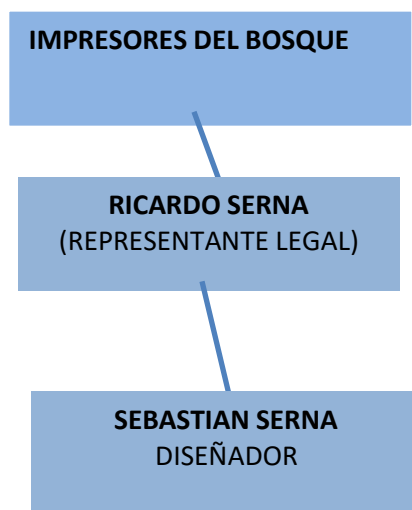 IMPRESORES DEL BOSQUE
RICARDO SERNA
(REPRESENTANTE LEGAL)
SEBASTIAN SERNA
DISEÑADOR